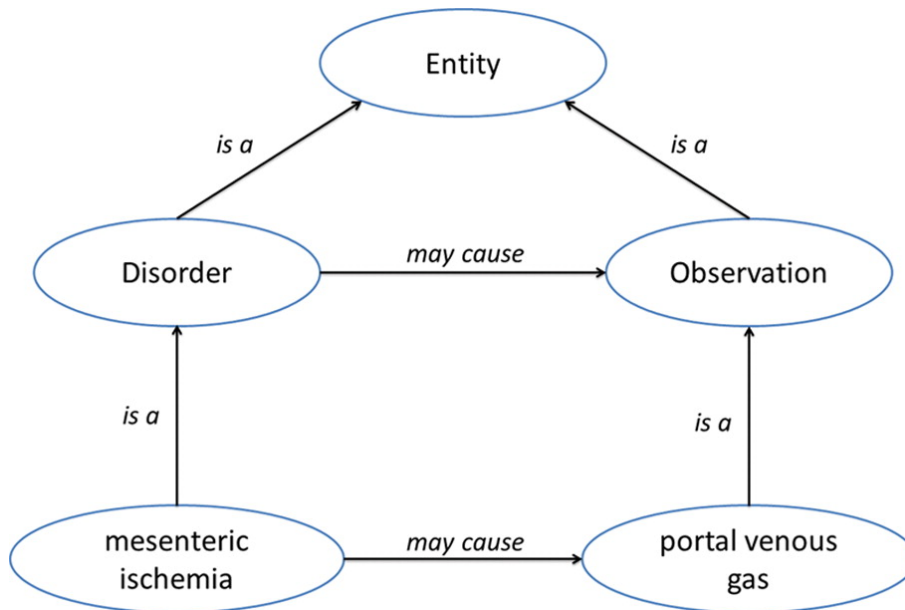 Entity
is a
is a
Disorder
may cause
Observation
is a
is a
mesenteric
ischemia
may cause
portal venous
gas